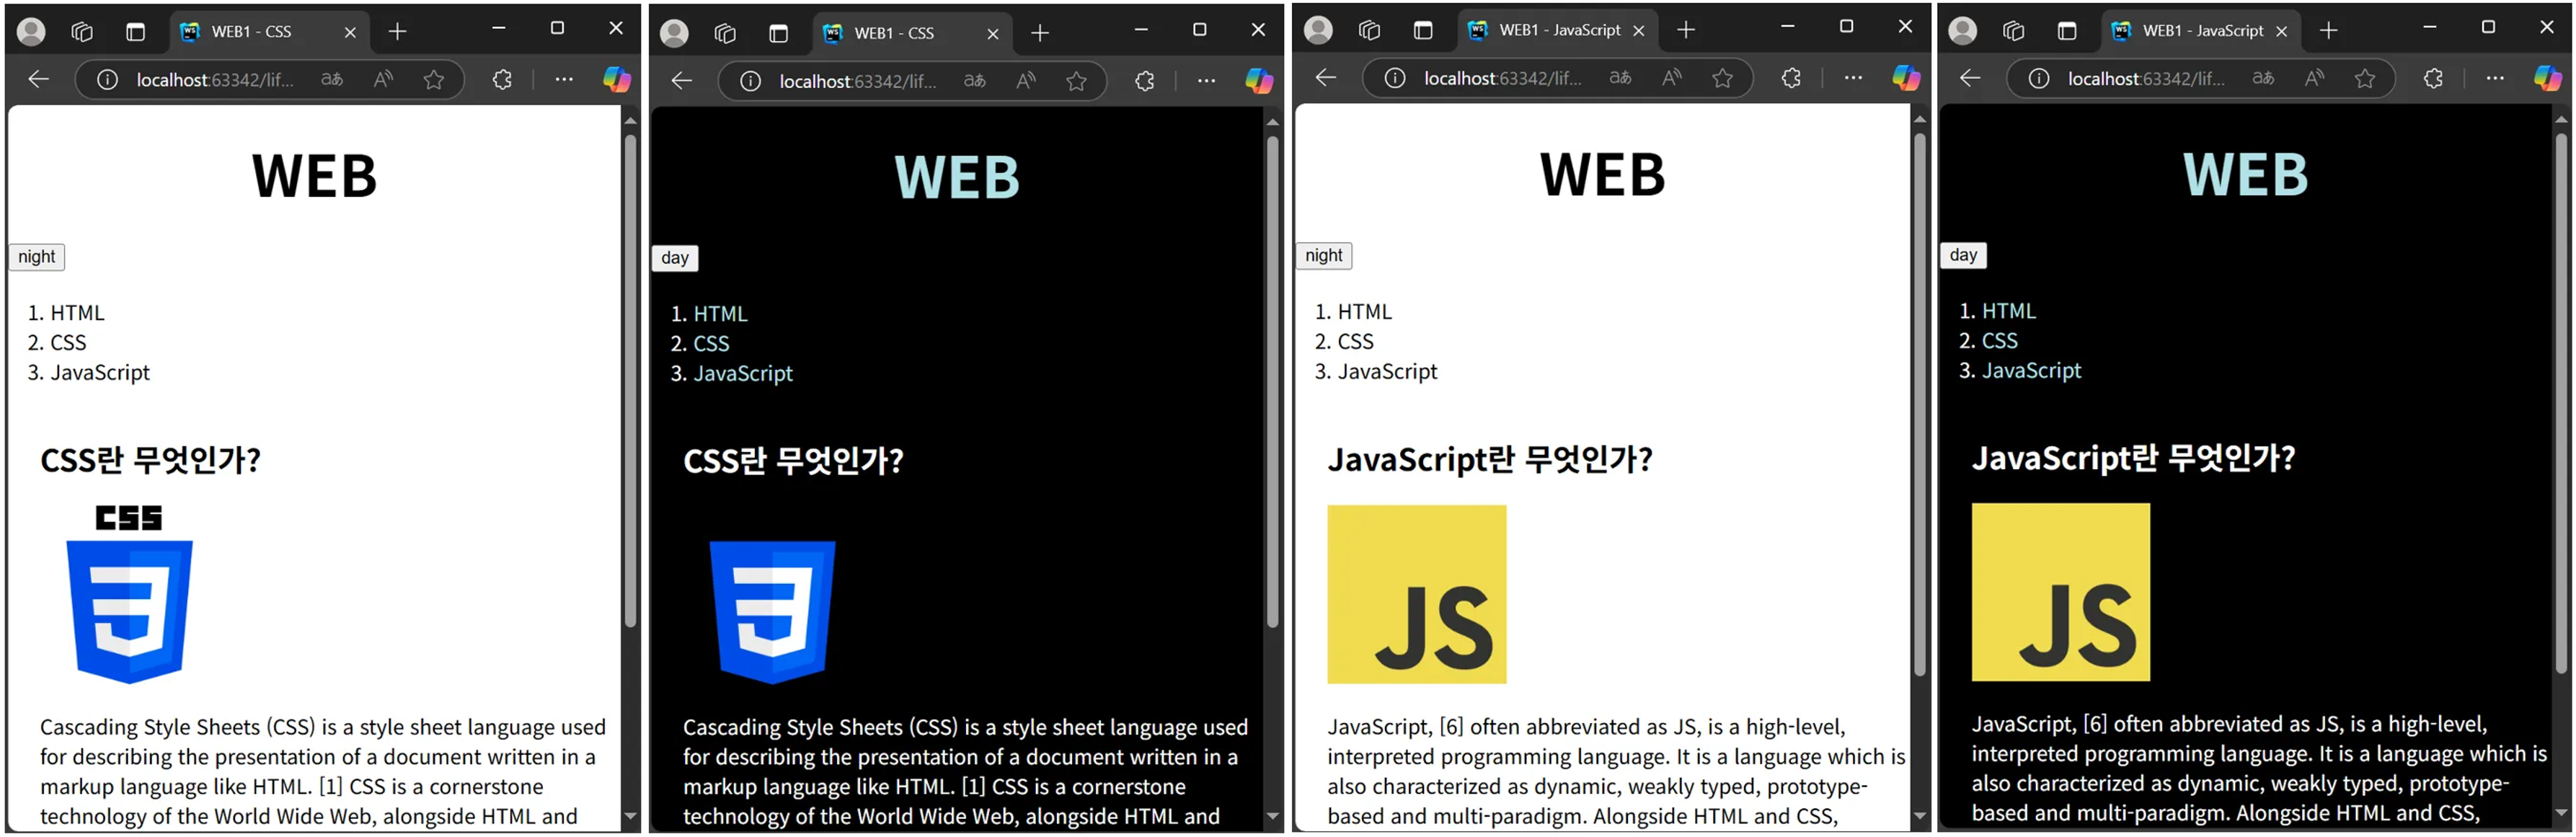 WEB1 - CSS
localhost:63342/lif...
WEB
night
1. HTML
2. CSS
3. JavaScript
CSS란 무엇인가?
CSS
Cascading Style Sheets (CSS) is a style sheet language used
for describing the presentation of a document written in a
markup language like HTML. [1] CSS is a cornerstone
technology of the World Wide Web, alongside HTML and
WEB1 - CSS
localhost:63342/lif...
WEB
day
1. HTML
2. CSS
3. JavaScript
CSS란 무엇인가?
Cascading Style Sheets (CSS) is a style sheet language used
for describing the presentation of a document written in a
markup language like HTML. [1] CSS is a cornerstone
technology of the World Wide Web, alongside HTML and
WEB1 - JavaScript
localhost:63342/lif...
WEB
night
1. HTML
2. CSS
3. JavaScript
JavaScript란 무엇인가?
JS
JavaScript, [6] often abbreviated as JS, is a high-level,
interpreted programming language. It is a language which is
also characterized as dynamic, weakly typed, prototype-
based and multi-paradigm. Alongside HTML and CSS,
WEB1 - JavaScript
localhost:63342/lif...
WEB
day
1. HTML
2. CSS
3. JavaScript
JavaScript란 무엇인가?
JS
JavaScript, [6] often abbreviated as JS, is a high-level,
interpreted programming language. It is a language which is
also characterized as dynamic, weakly typed, prototype-
based and multi-paradigm. Alongside HTML and CSS,